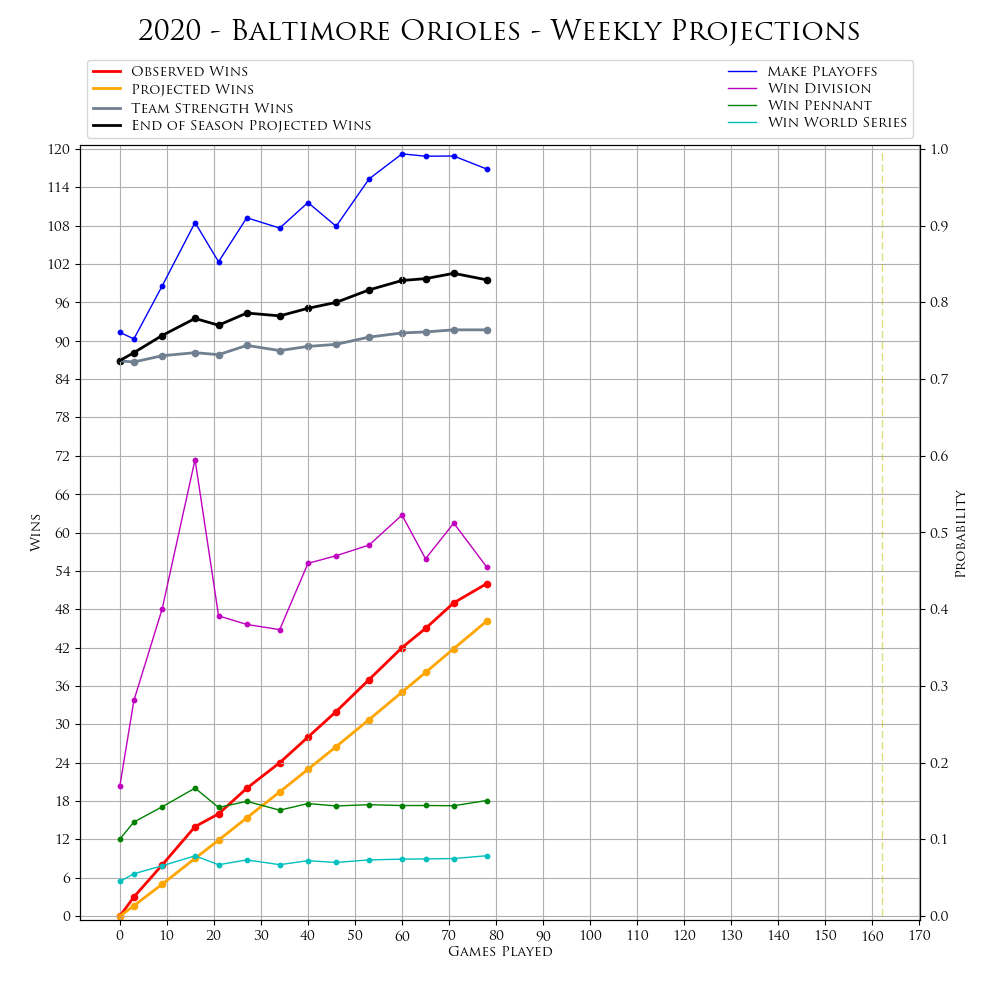 2020 - Baltimore Orioles - Weekly Projections
Observed Wins
Projected Wins
Team Strength Wins
End of Season Projected Wins
Make Playoffs
Win Division
Win Pennant
Win World Series
120
114
108
102
96
90
84
78
72
66
60
54
48
42
36
30
24
18
12
6
0
Wins
1.0
0.9
0.8
0.7
0.6
0.5
0.4
0.3
0.2
0.1
0.0
Probability
0 10 20 30 40 50 60 70 80 90 100 110 120 130 140 150 160 170
Games Played